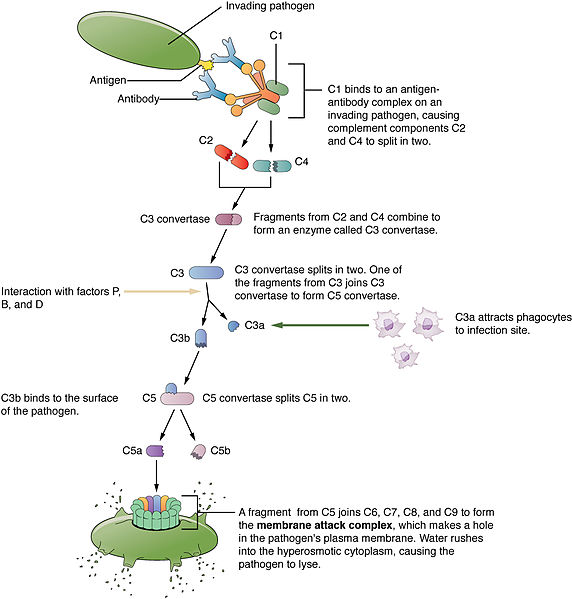 Invading pathogen
C1
Antigen
Antibody
C1 binds to an antigen-
antibody complex on an
invading pathogen, causing
complement components C2
and C4 to split in two.
C2
C4
C3 convertase
Fragments from C2 and C4 combine to
form an enzyme called C3 convertase.
C3
C3 convertase splits in two. One of
the fragments from C3 joins C3
convertase to form C5 convertase.
Interaction with factors P,
B, and D
C3b
C3a
C3a attracts phagocytes
to infection site.
C3b binds to the surface
of the pathogen.
C5
C5 convertase splits C5 in two.
C5a
C5b
A fragment from C5 joins C6, C7, C8, and C9 to form
the membrane attack complex, which makes a hole
in the pathogen's plasma membrane. Water rushes
into the hyperosmotic cytoplasm, causing the
pathogen to lyse.